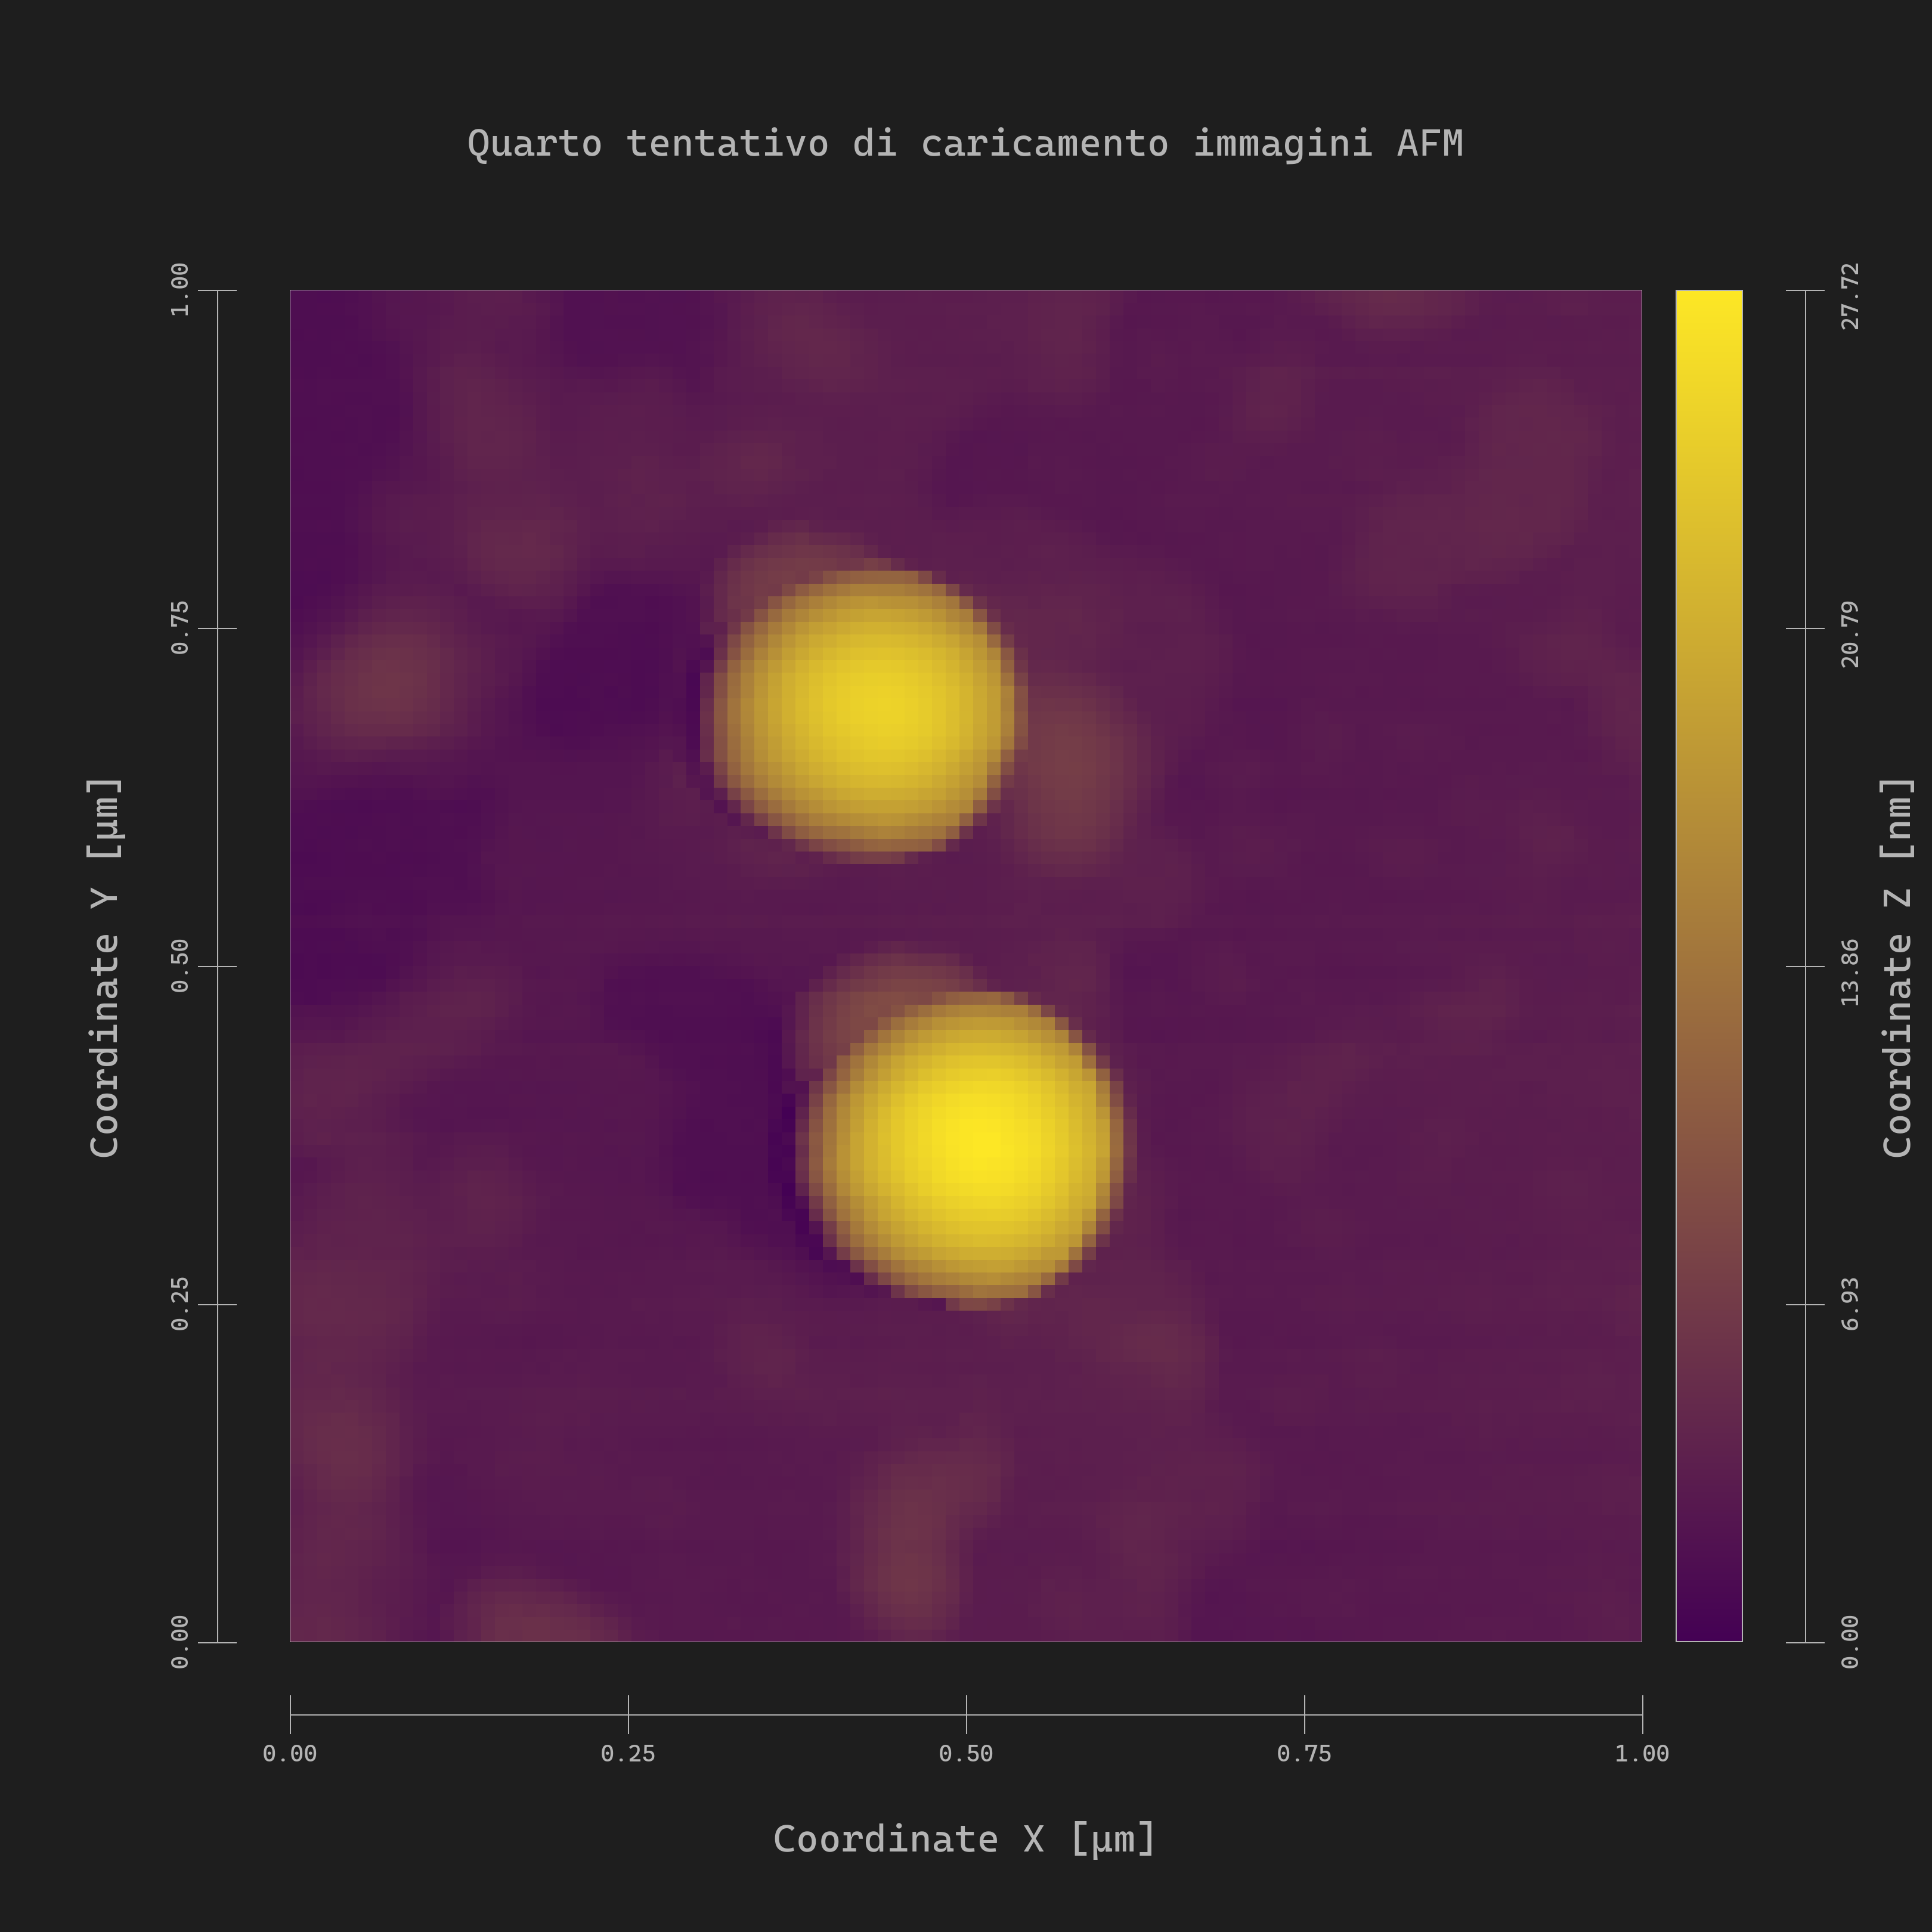 Quarto tentativo di caricamento immagini AFM
1.00
0.75
0.50
0.25
0.00
Coordinate Y [µm]
27.72
20.79
13.86
6.93
0.00
Coordinate Z [nm]
0.00 0.25 0.50 0.75 1.00
Coordinate X [µm]